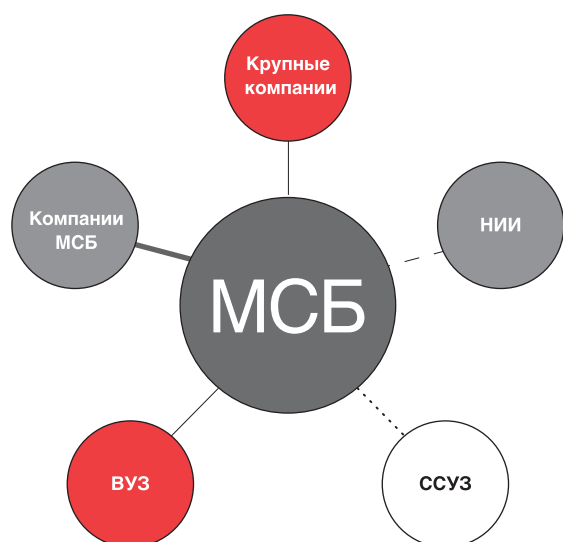 Крупные
компании
Компании
МСБ
НИИ
МСБ
ВУЗ
ССУЗ